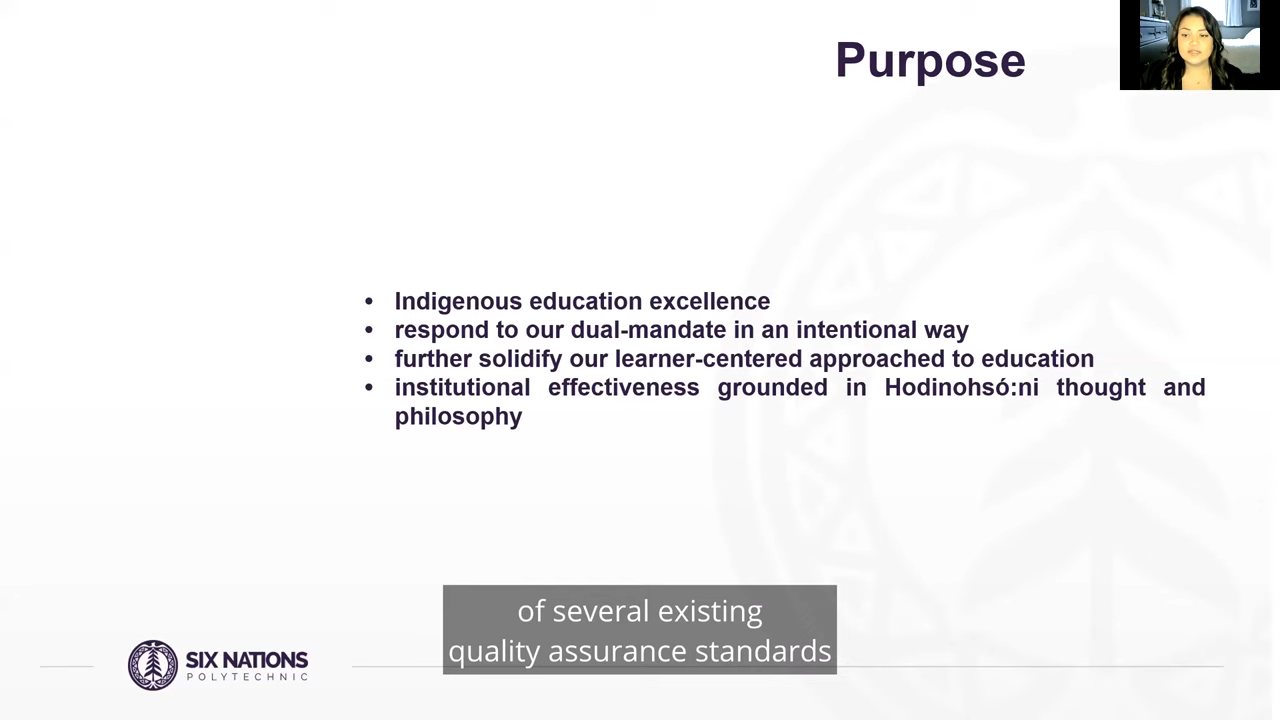 Purpose
• Indigenous education excellence
• respond to our dual-mandate in an intentional way
• further solidify our learner-centered approached to education
• institutional effectiveness grounded in Hodinohsó:ni thought and
philosophy
of several existing
quality assurance standards
SIX NATIONS
POLYTECHNIC